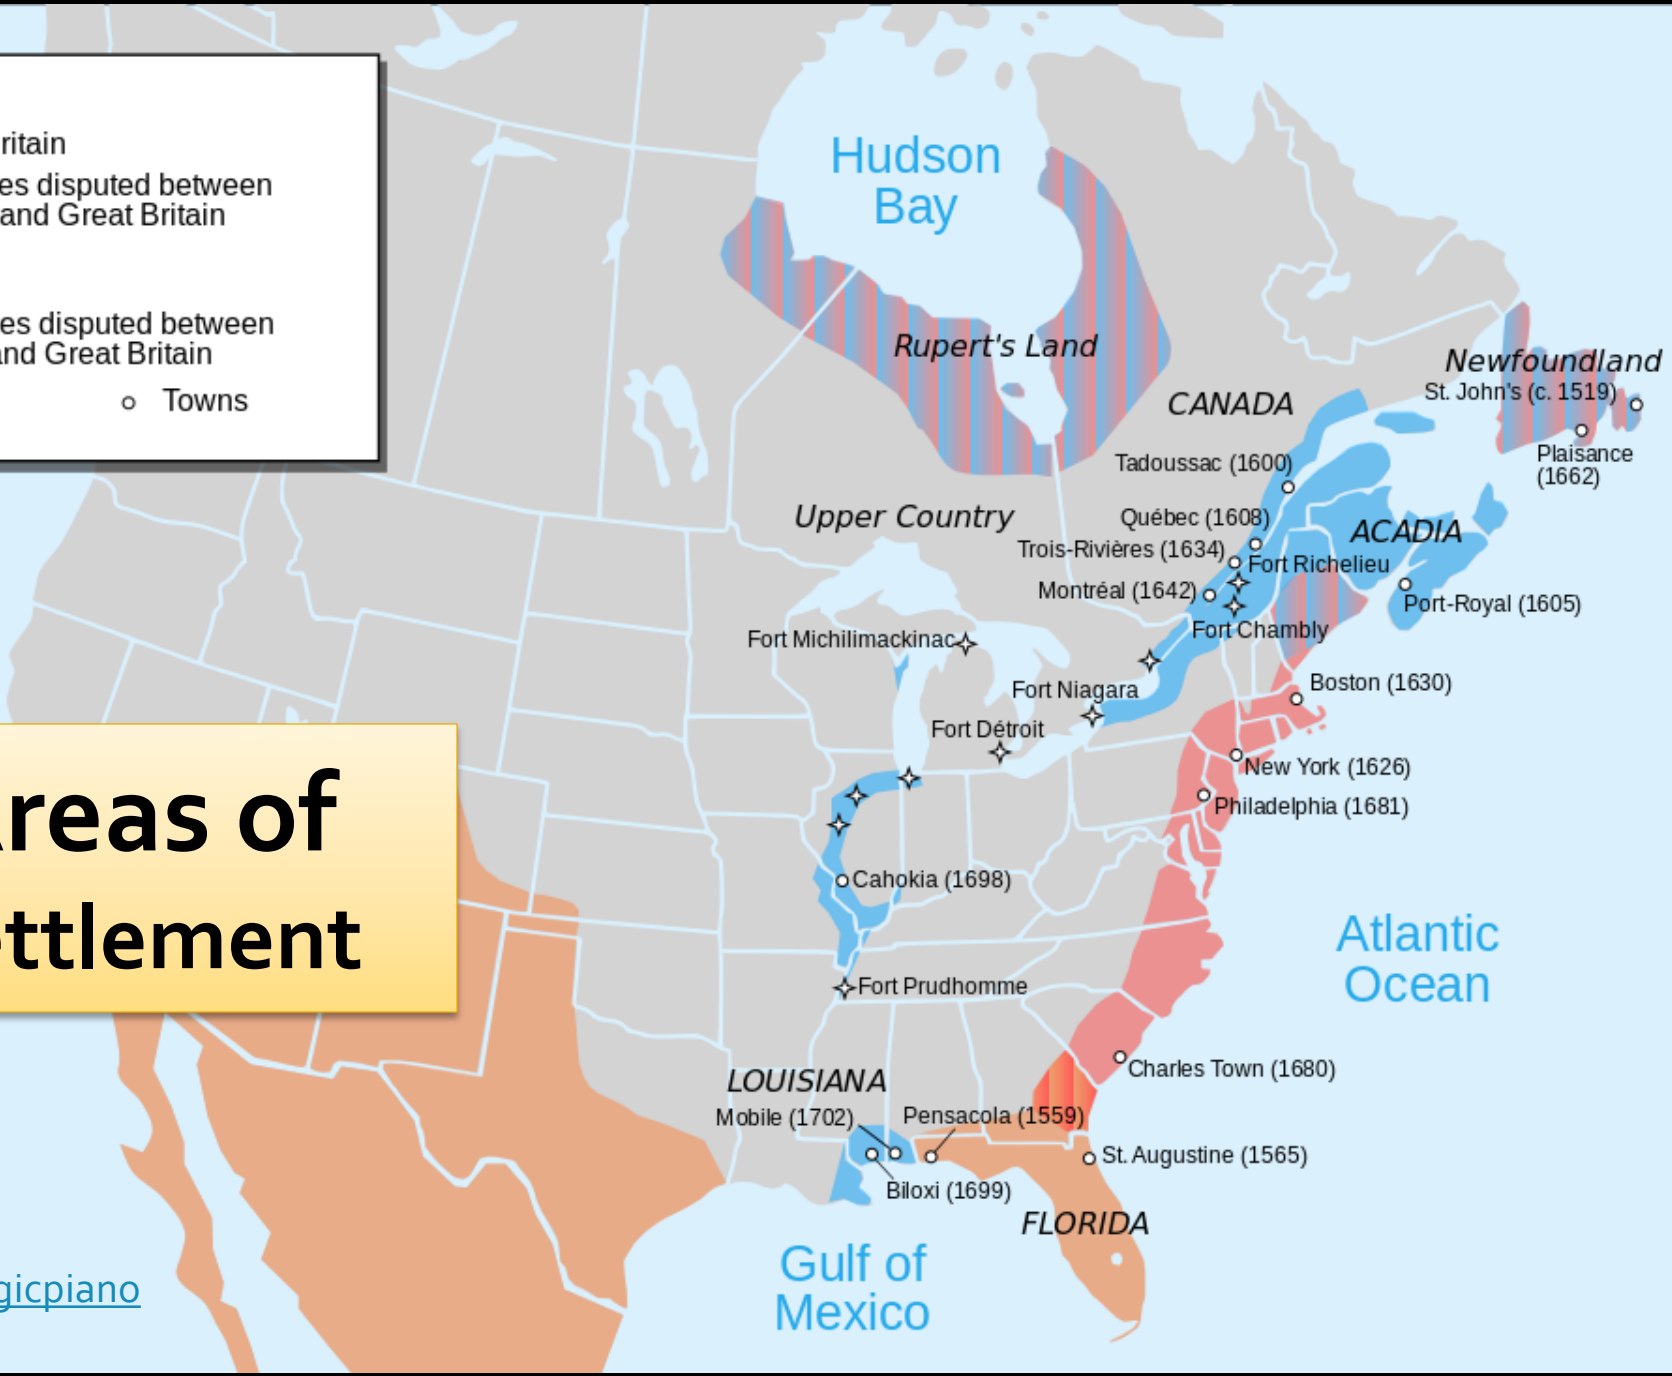 ritain
es disputed between
and Great Britain
es disputed between
nd Great Britain
Towns
Hudson
Bay
Rupert's Land
Newfoundland
St. John's (c. 1519)
Plaisance
(1662)
CANADA
Tadoussac (1600)
Upper Country
Québec (1608)
ACADIA
Trois-Rivières (1634)
Fort Richelieu
Montréal (1642)
Port-Royal (1605)
Fort Chambly
Fort Michilimackinac
Fort Niagara
Boston (1630)
Fort Détroit
New York (1626)
Philadelphia (1681)
reas of
ettlement
Cahokia (1698)
Atlantic
Ocean
Fort Prudhomme
Charles Town (1680)
LOUISIANA
Mobile (1702)
Pensacola (1559)
St. Augustine (1565)
Biloxi (1699)
FLORIDA
Gulf of
Mexico
gicpiano